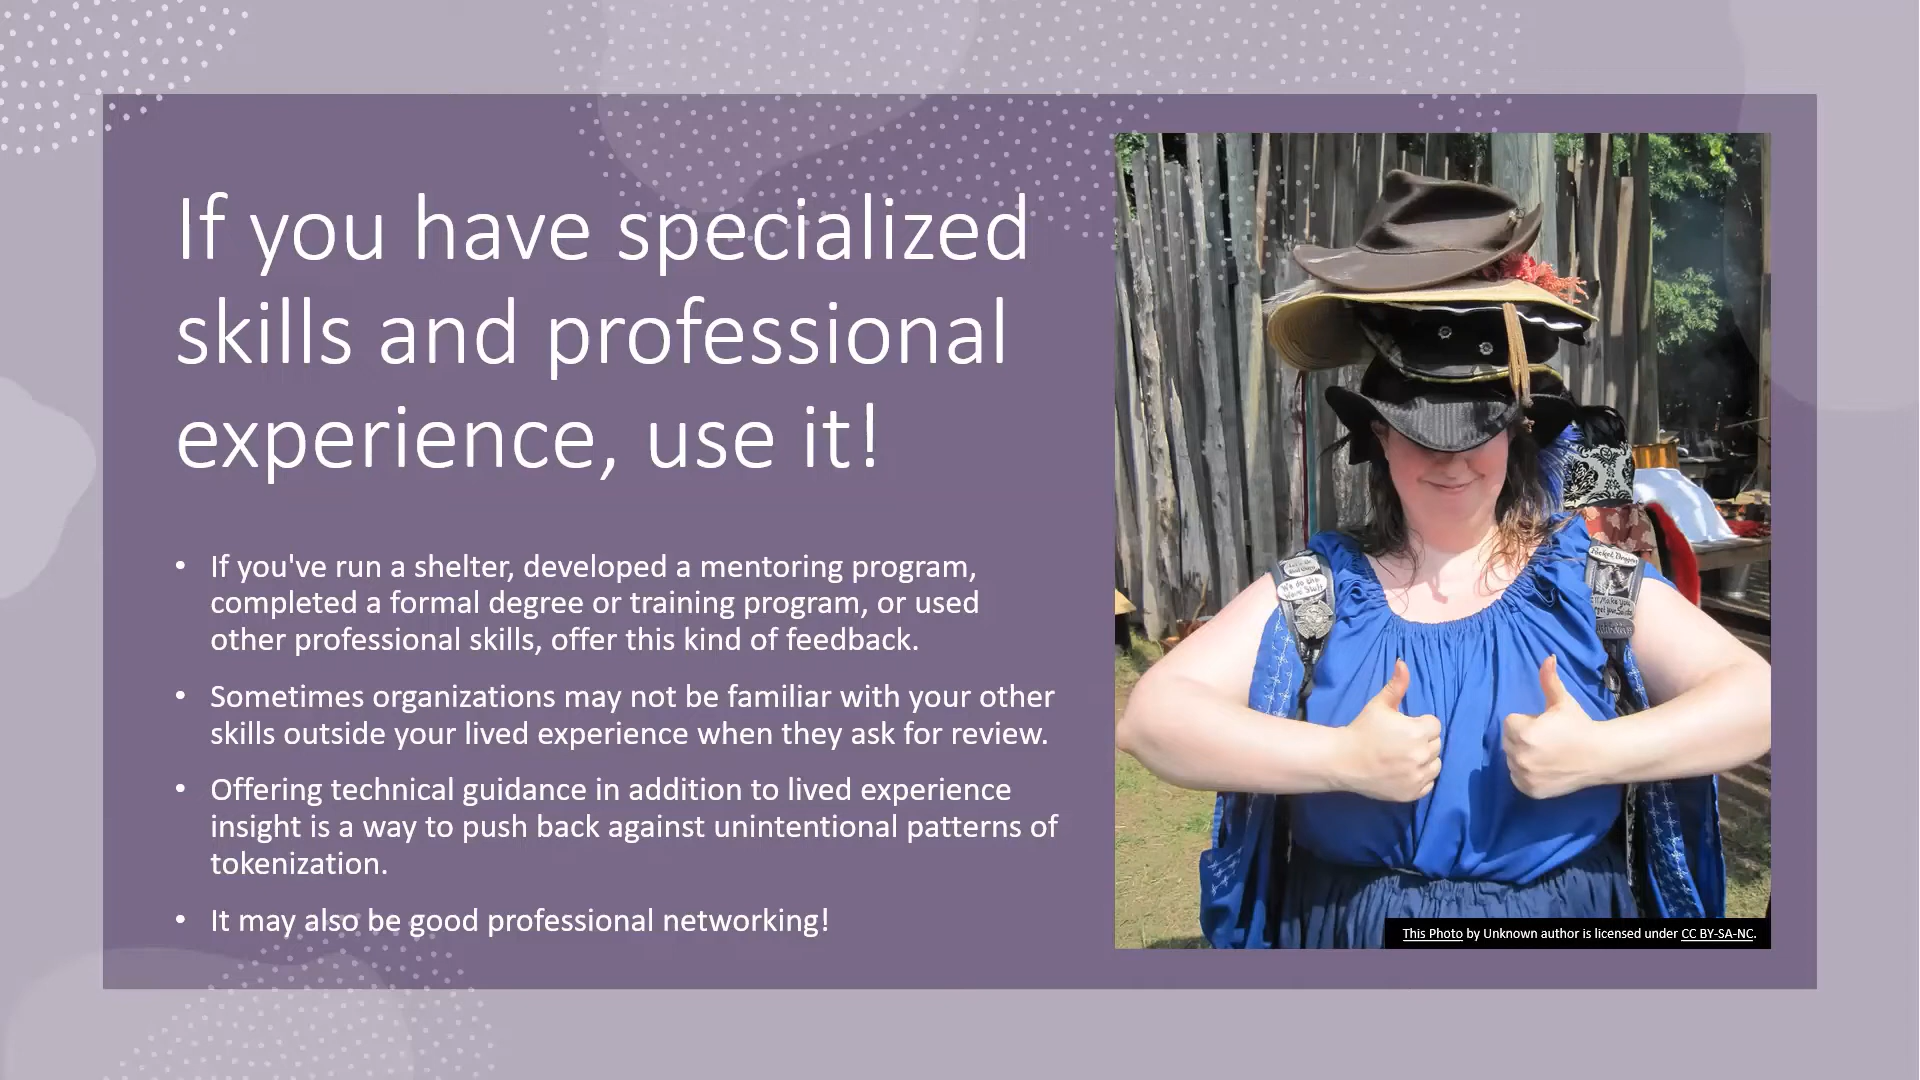 If you have specialized
skills and professional
experience, use it!
• If you've run a shelter, developed a mentoring program,
completed a formal degree or training program, or used
other professional skills, offer this kind of feedback.
• Sometimes organizations may not be familiar with your other
skills outside your lived experience when they ask for review.
• Offering technical guidance in addition to lived experience
insight is a way to push back against unintentional patterns of
tokenization.
• It may also be good professional networking!
We do the
This Photo by Unknown author is licensed under CC BY-SA-NC.